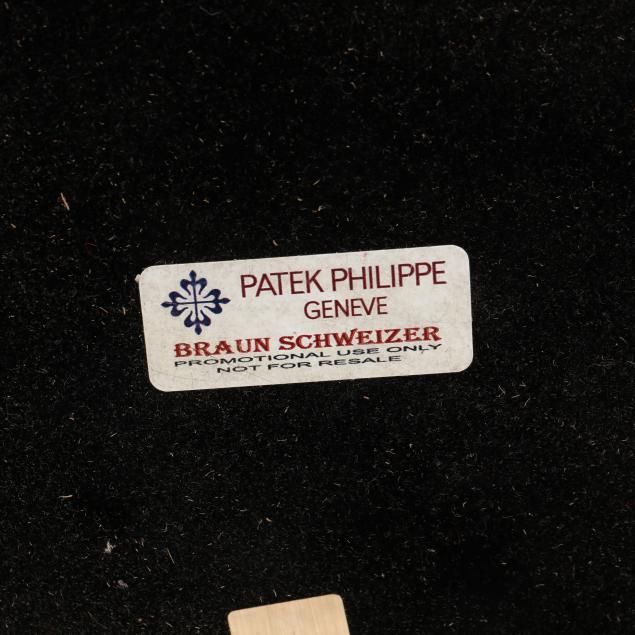 PATEK PHILIPPE
GENEVE
BRAUN SCHWEIZER
PROMOTIONAL USE ONLY
NOT FOR RESALE